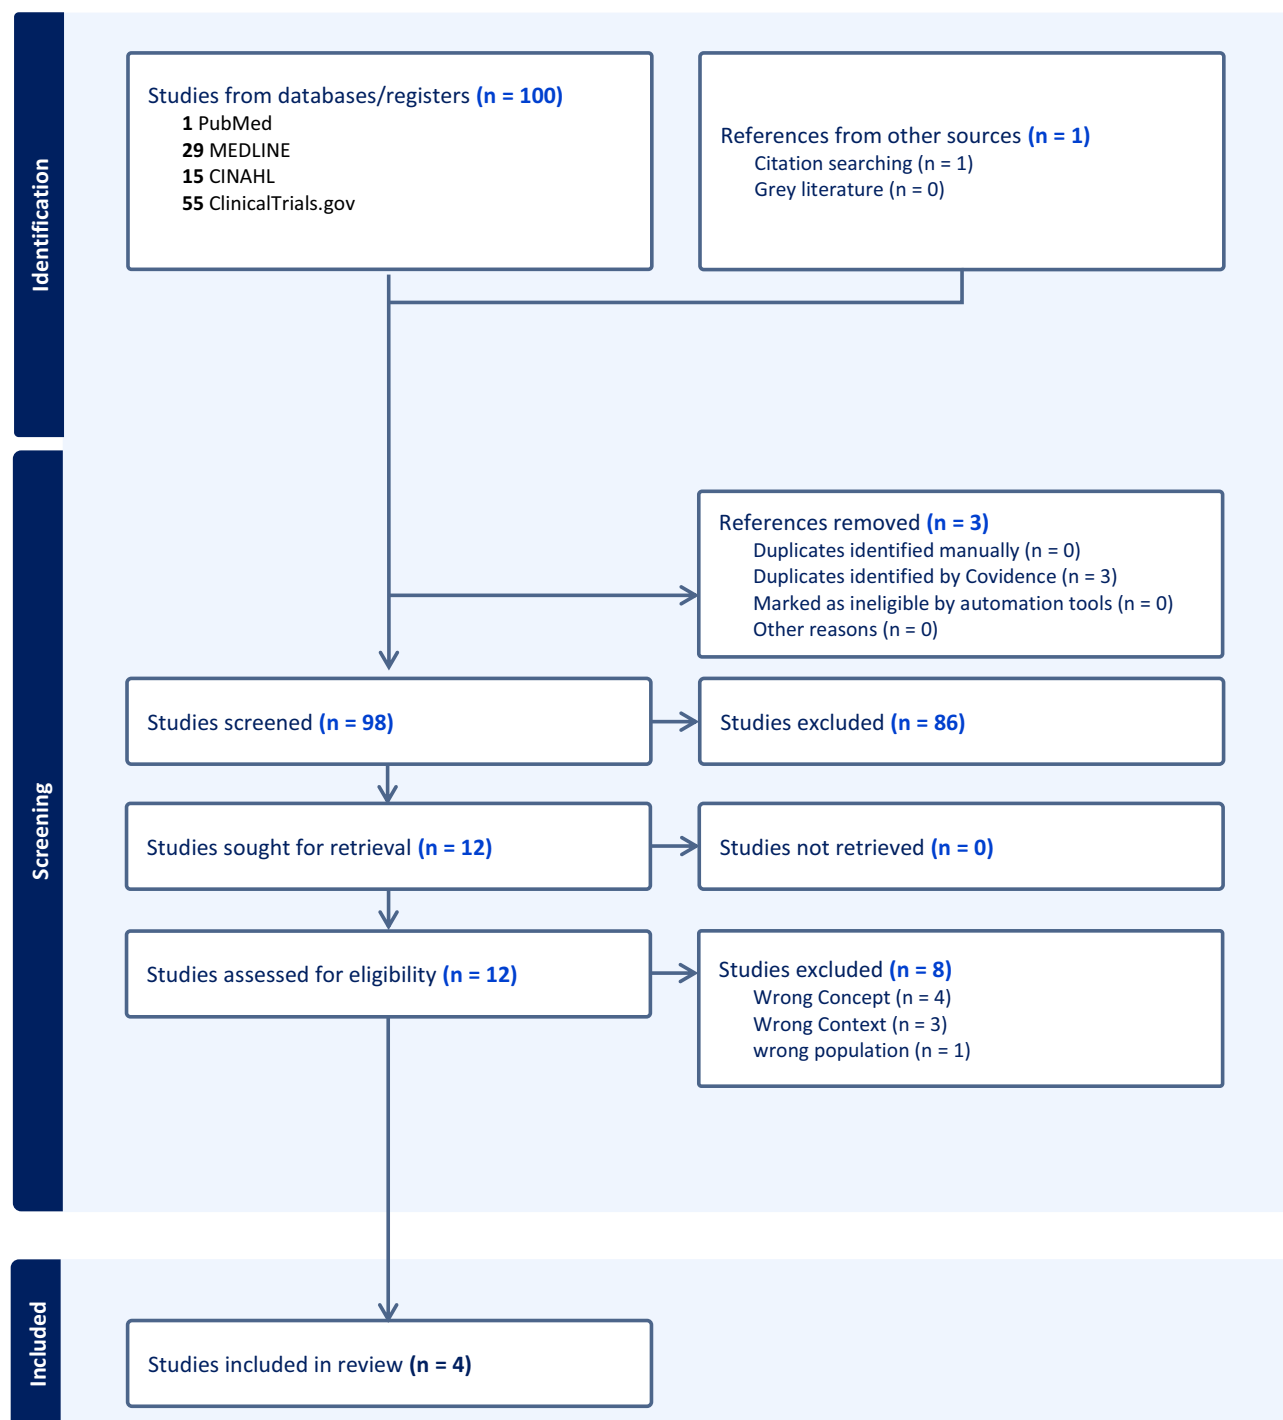 Identification
Studies from databases/registers (n = 100)
1 PubMed
29 MEDLINE
15 CINAHL
55 ClinicalTrials.gov
References from other sources (n = 1)
Citation searching (n = 1)
Grey literature (n = 0)
Screening
References removed (n = 3)
Duplicates identified manually (n = 0)
Duplicates identified by Covidence (n = 3)
Marked as ineligible by automation tools (n = 0)
Other reasons (n = 0)
Studies screened (n = 98)
Studies excluded (n = 86)
Studies sought for retrieval (n = 12)
Studies not retrieved (n = 0)
Studies assessed for eligibility (n = 12)
Studies excluded (n = 8)
Wrong Concept (n = 4)
Wrong Context (n = 3)
wrong population (n = 1)
Included
Studies included in review (n = 4)